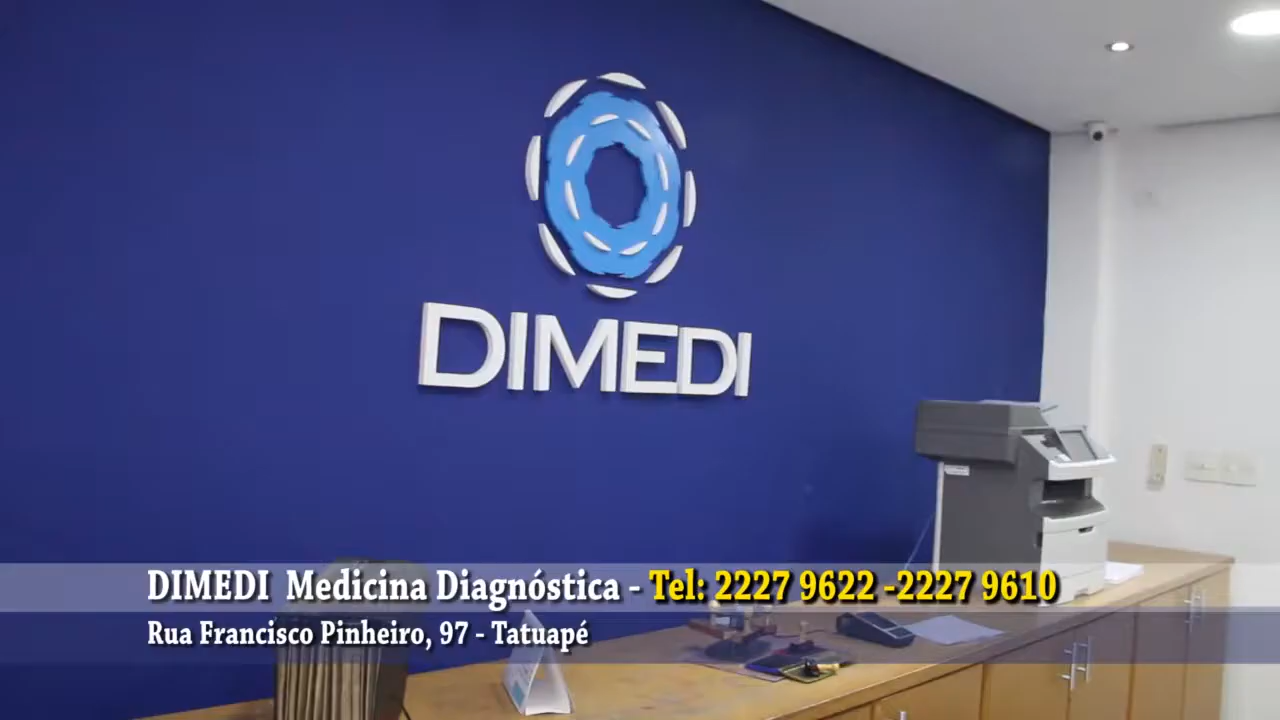 DIMEDI
DIMEDI Medicina Diagnóstica - Tel: 2227 9622 -2227 9610
Rua Francisco Pinheiro, 97 - Tatuapé